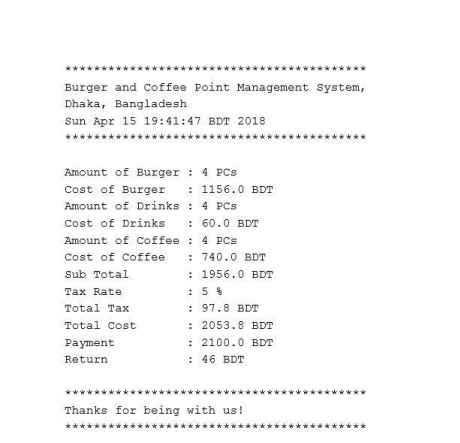 ******************************************
Burger and Coffee Point Management System,
Dhaka, Bangladesh
Sun Apr 15 19:41:47 BDT 2018
******************************************
Amount of Burger : 4 PCs
Cost of Burger   : 1156.0 BDT
Amount of Drinks : 4 PCs
Cost of Drinks   : 60.0 BDT
Amount of Coffee : 4 PCs
Cost of Coffee   : 740.0 BDT
Sub Total        : 1956.0 BDT
Tax Rate         : 5 %
Total Tax        : 97.8 BDT
Total Cost       : 2053.8 BDT
Payment          : 2100.0 BDT
Return           : 46 BDT
******************************************
Thanks for being with us!
******************************************